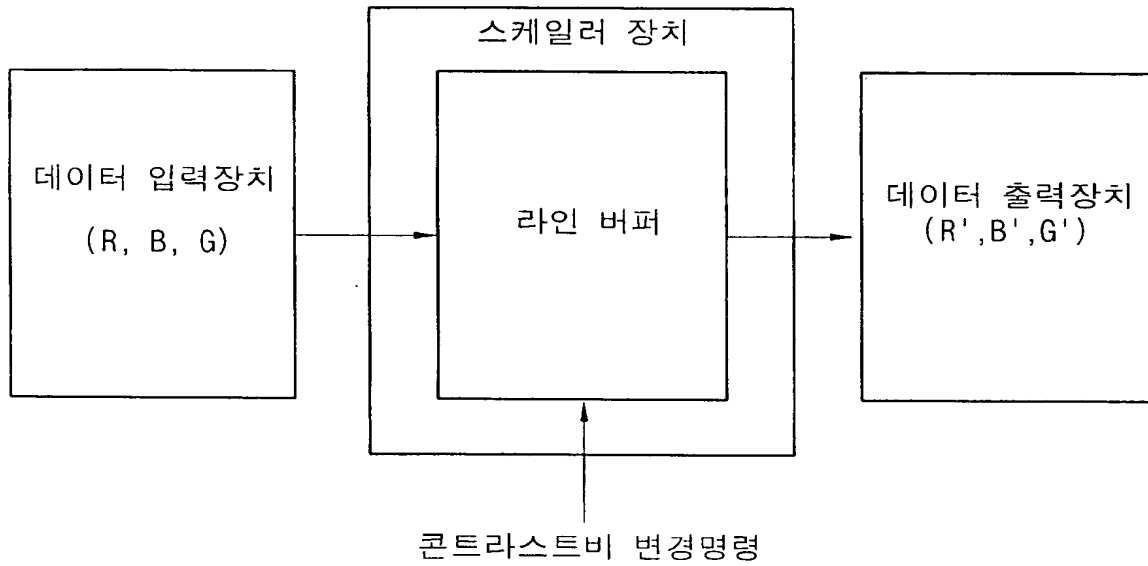 스케일러 장치
데이터 입력장치
(R, B, G)
라인 버퍼
데이터 출력장치
(R',B',G')
콘트라스트비 변경명령